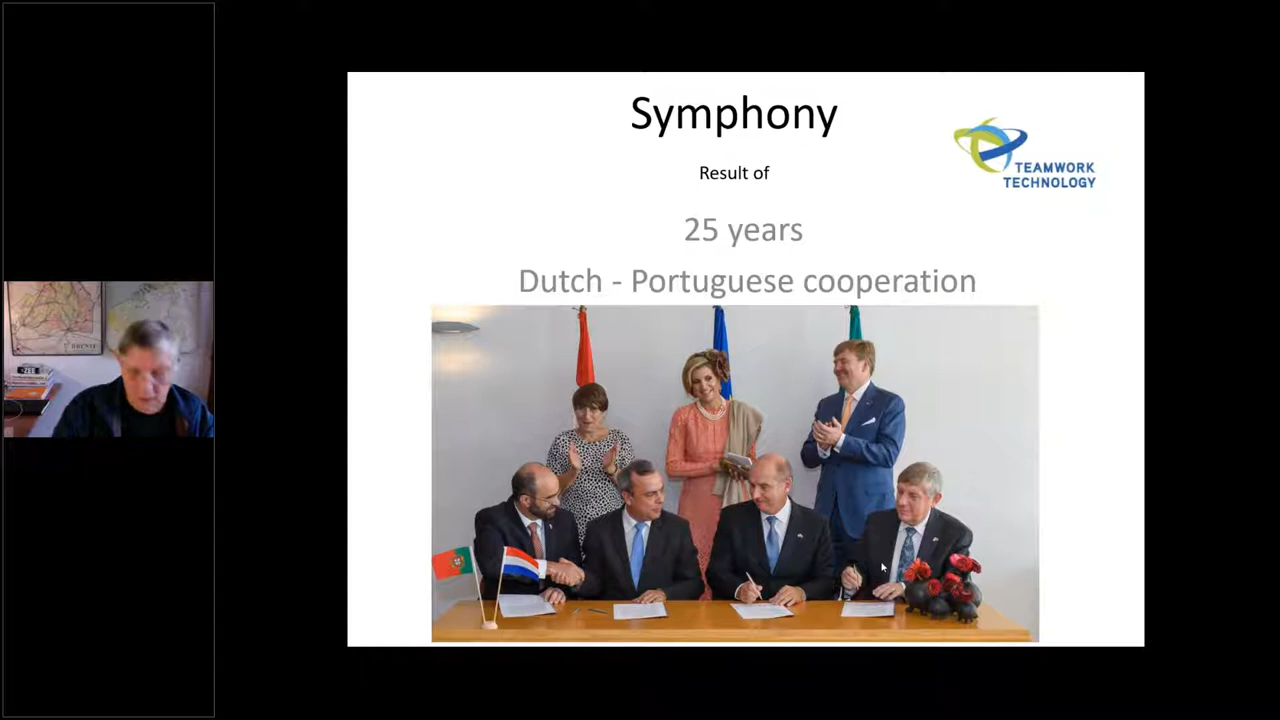 Symphony
Result of
TEAMWORK
TECHNOLOGY
25 years
Dutch - Portuguese cooperation